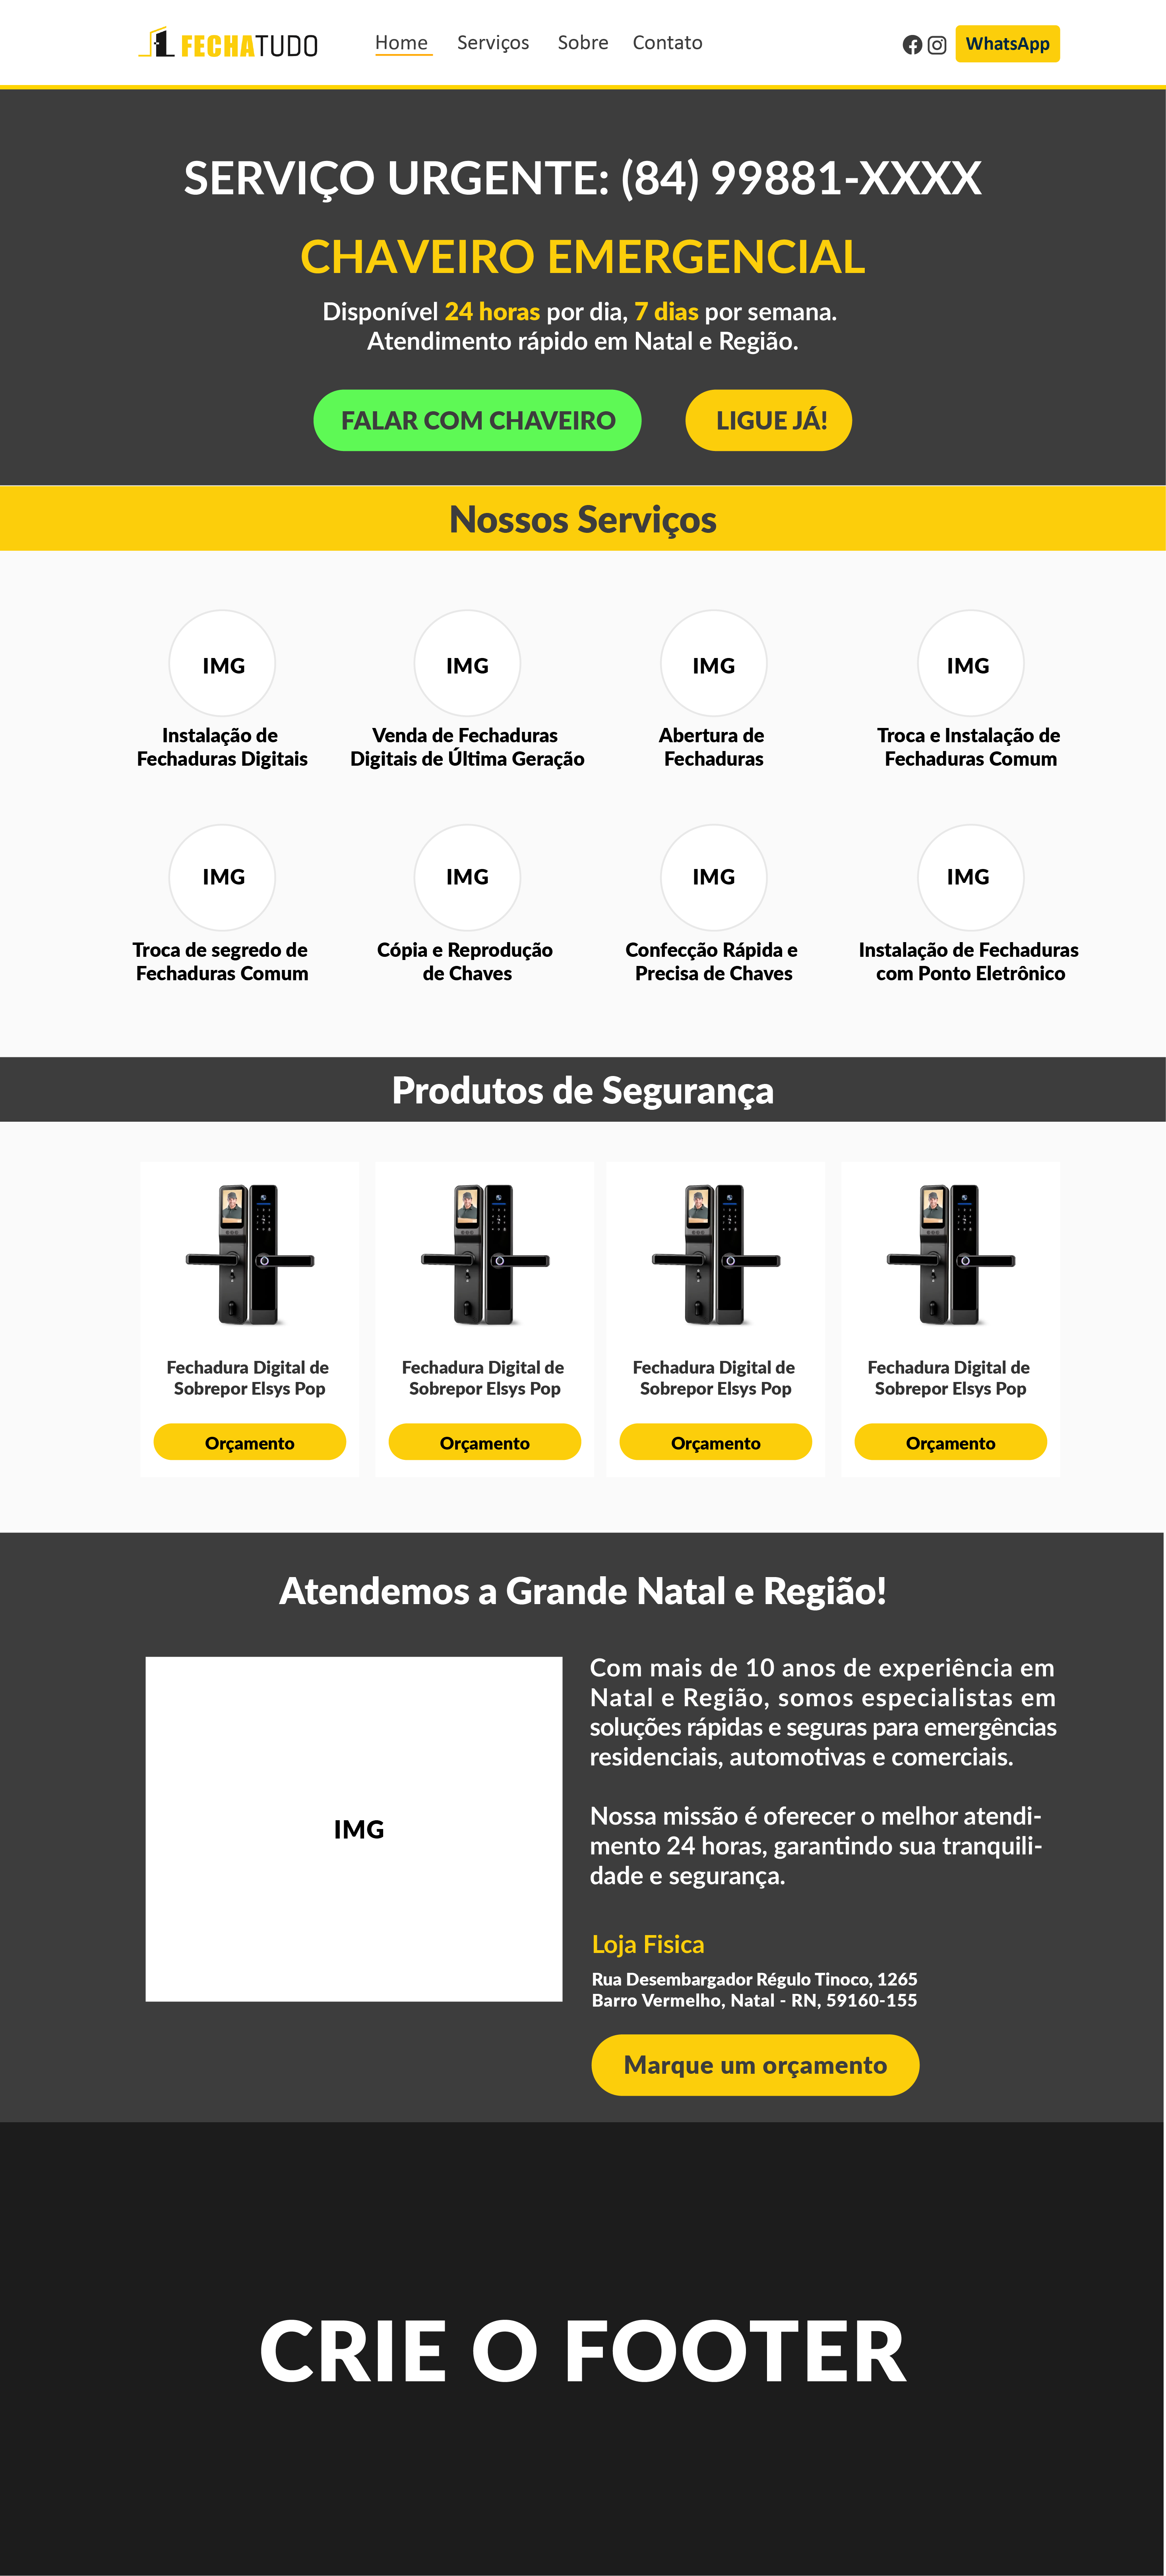 FECHATUDO
Home Serviços Sobre Contato
WhatsApp
SERVIÇO URGENTE: (84) 99881-XXXX
CHAVEIRO EMERGENCIAL
Disponível 24 horas por dia, 7 dias por semana.
Atendimento rápido em Natal e Região.
FALAR COM CHAVEIRO
LIGUE JÁ!
Nossos Serviços
IMG
Instalação de
Fechaduras Digitais
IMG
Venda de Fechaduras
Digitais de Última Geração
IMG
Abertura de
Fechaduras
IMG
Troca e Instalação de
Fechaduras Comum
IMG
Troca de segredo de
Fechaduras Comum
IMG
Cópia e Reprodução
de Chaves
IMG
Confecção Rápida e
Precisa de Chaves
IMG
Instalação de Fechaduras
com Ponto Eletrônico
Produtos de Segurança
Fechadura Digital de
Sobrepor Elsys Pop
Orçamento
Fechadura Digital de
Sobrepor Elsys Pop
Orçamento
Fechadura Digital de
Sobrepor Elsys Pop
Orçamento
Fechadura Digital de
Sobrepor Elsys Pop
Orçamento
Atendemos a Grande Natal e Região!
IMG
Com mais de 10 anos de experiência em
Natal e Região, somos especialistas em
soluções rápidas e seguras para emergências
residenciais, automotivas e comerciais.
Nossa missão é oferecer o melhor atendi-
mento 24 horas, garantindo sua tranquili-
dade e segurança.
Loja Fisica
Rua Desembargador Régulo Tinoco, 1265
Barro Vermelho, Natal - RN, 59160-155
Marque um orçamento
CRIE O FOOTER